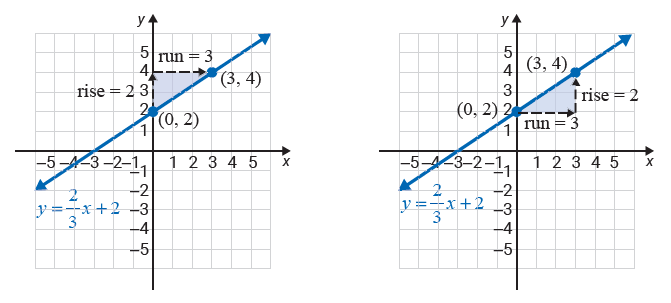 y
5
run = 3
4
(3, 4)
rise = 2
3
2
(0, 2)
1
–5 –4 –3 –2 –1
1 2 3 4 5
x
–1
–2
y = 2/3 x + 2
–3
–4
–5
y
5
(3, 4)
4
3
rise = 2
(0, 2)
2
1
run = 3
–5 –4 –3 –2 –1
1 2 3 4 5
x
–1
–2
y = 2/3 x + 2
–3
–4
–5